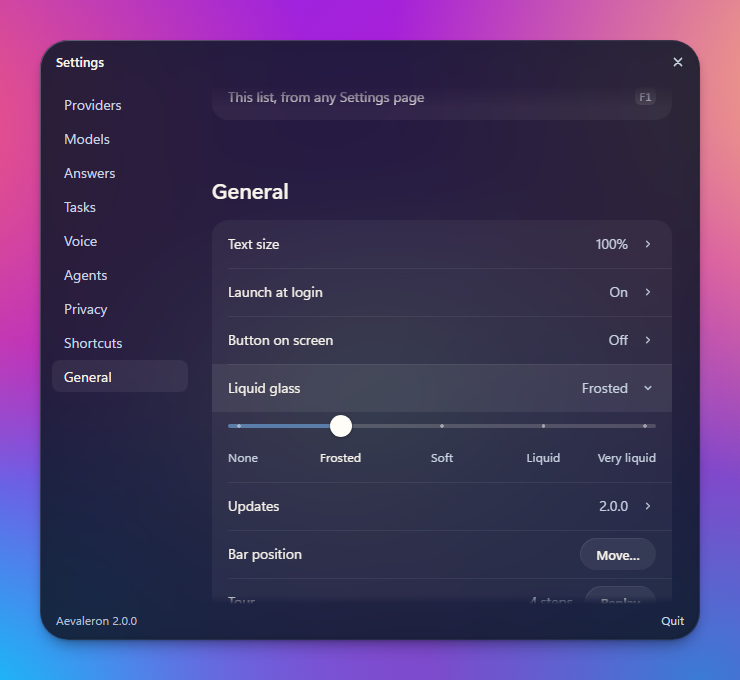 Settings
Providers
Models
Answers
Tasks
Voice
Agents
Privacy
Shortcuts
General
This list, from any Settings page F1
General
Text size 100%
Launch at login On
Button on screen Off
Liquid glass Frosted
None Frosted Soft Liquid Very liquid
Updates 2.0.0
Bar position Move...
Tour 4 steps Replay
Aevaleron 2.0.0 Quit